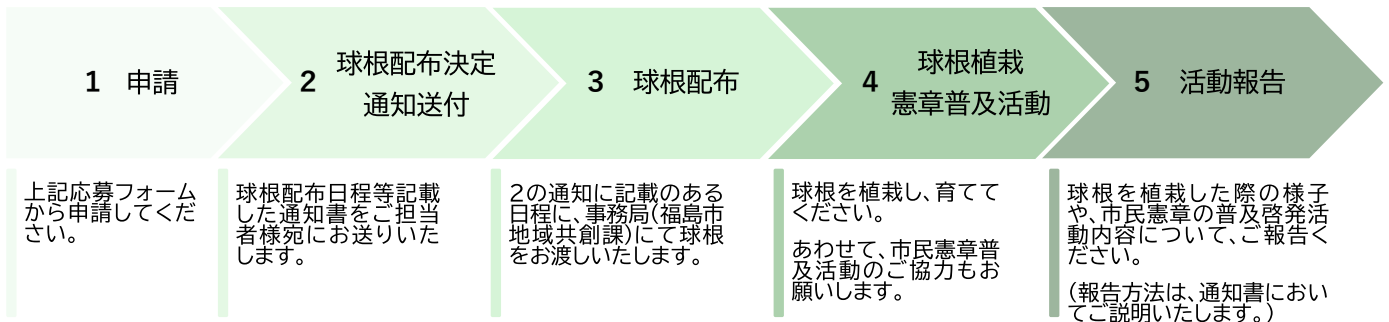 1 申請
2 球根配布決定
通知送付
3 球根配布
4 球根植栽
憲章普及活動
5 活動報告
上記応募フォーム
から申請してくだ
さい。
球根配布日程等記載
した通知書をご担当
者様宛にお送りいた
します。
2の通知に記載のある
日程に、事務局(福島市
地域共創課)にて球根
をお渡しいたします。
球根を植栽し、育てて
ください。
あわせて、市民憲章普
及活動のご協力もお
願いします。
球根を植栽した際の様子
や、市民憲章の普及啓発活
動内容について、ご報告く
ださい。
(報告方法は、通知書におい
てご説明いたします。)